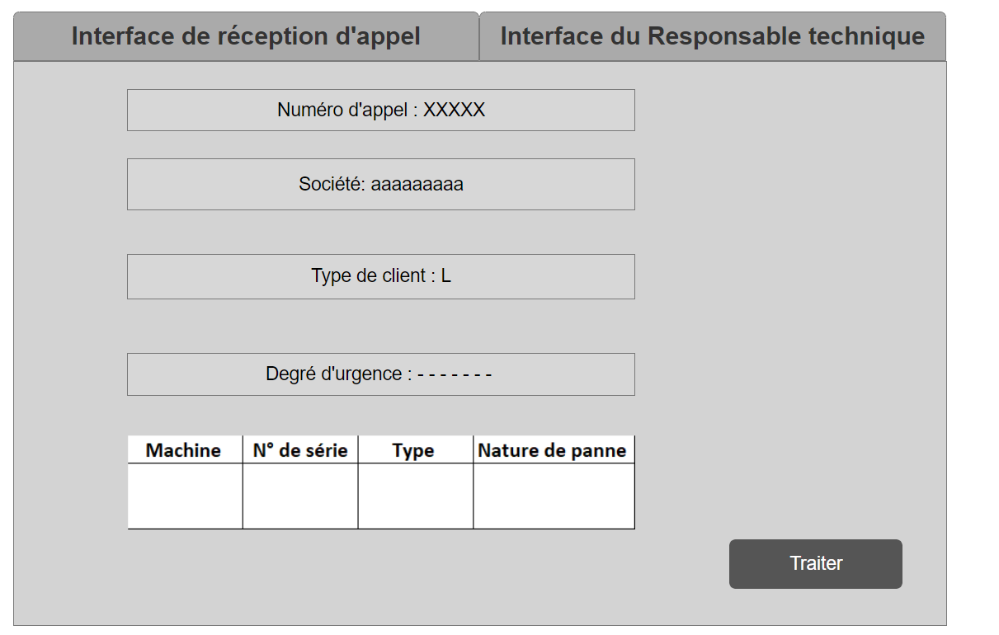 Interface de réception d'appel
Interface du Responsable technique
Numéro d'appel : XXXXX
Société: aaaaaaaaa
Type de client : L
Degré d'urgence : - - - - - - -
Machine N° de série Type Nature de panne
Traiter